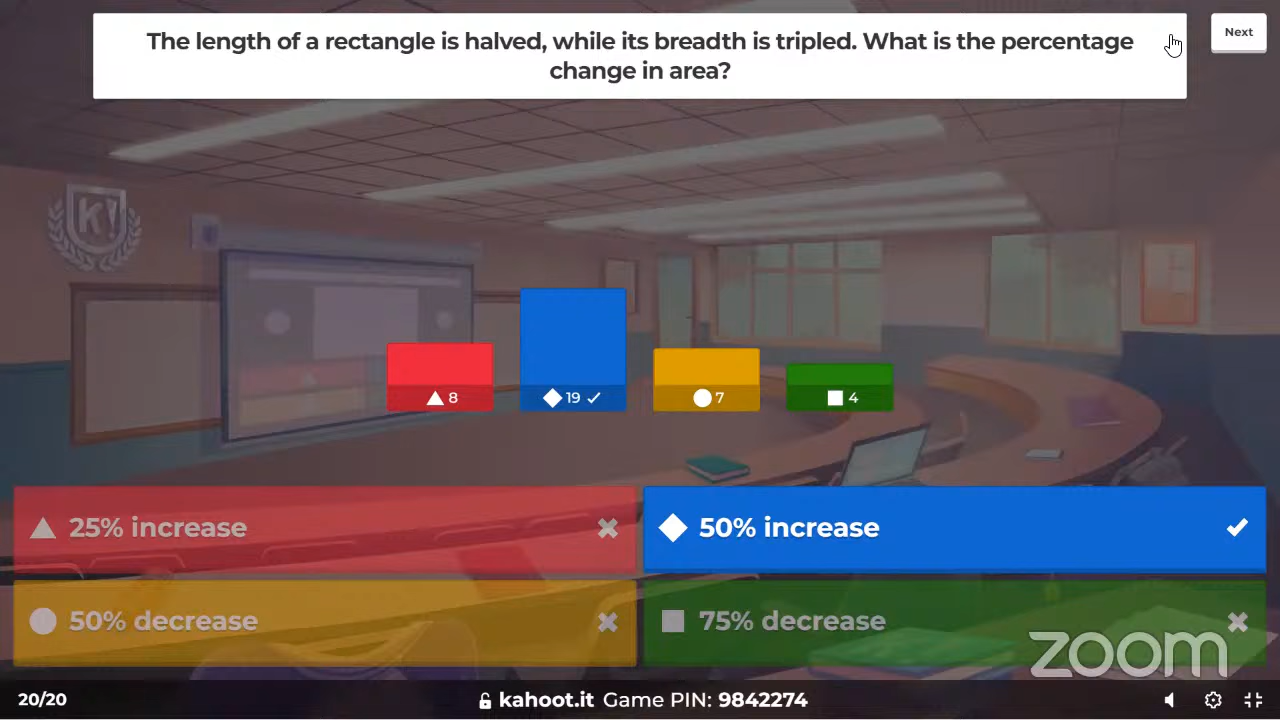 The length of a rectangle is halved, while its breadth is tripled. What is the percentage
change in area?
Next
K!
8
19
7
4
25% increase
50% increase
50% decrease
75% decrease
zoom
20/20
kahoot.it Game PIN: 9842274